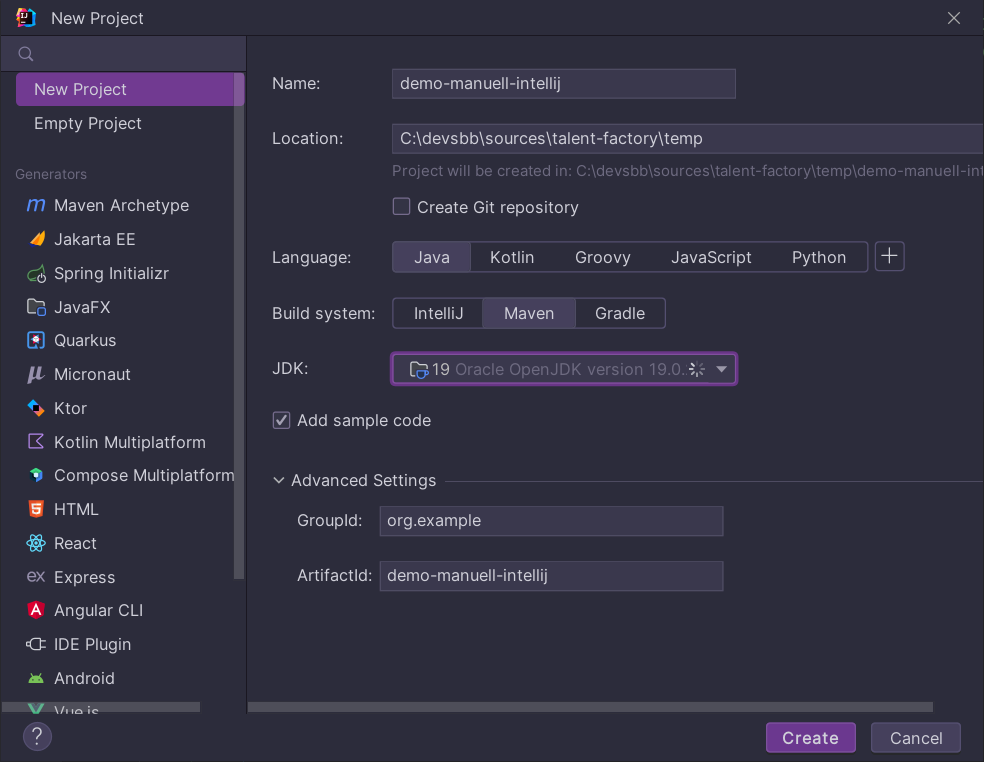 New Project
New Project
Empty Project
Generators
Maven Archetype
Jakarta EE
Spring Initializr
JavaFX
Quarkus
Micronaut
Ktor
Kotlin Multiplatform
Compose Multiplatform
HTML
React
Express
Angular CLI
IDE Plugin
Android
Vue.js
Name: demo-manuell-intellij
Location: C:\devsbb\sources\talent-factory\temp
Project will be created in: C:\devsbb\sources\talent-factory\temp\demo-manuell-int
Create Git repository
Language: Java Kotlin Groovy JavaScript Python +
Build system: IntelliJ Maven Gradle
JDK: 19 Oracle OpenJDK version 19.0.
Add sample code
Advanced Settings
GroupId: org.example
ArtifactId: demo-manuell-intellij
? Create Cancel